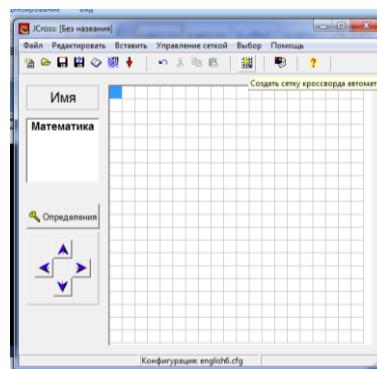 JCross: [Без названия]
Файл Редактировать Вставить Управление сеткой Выбор Помощь
Создать сетку кроссворда автомат
Имя
Математика
Определения
Конфигурация: english6.cfg